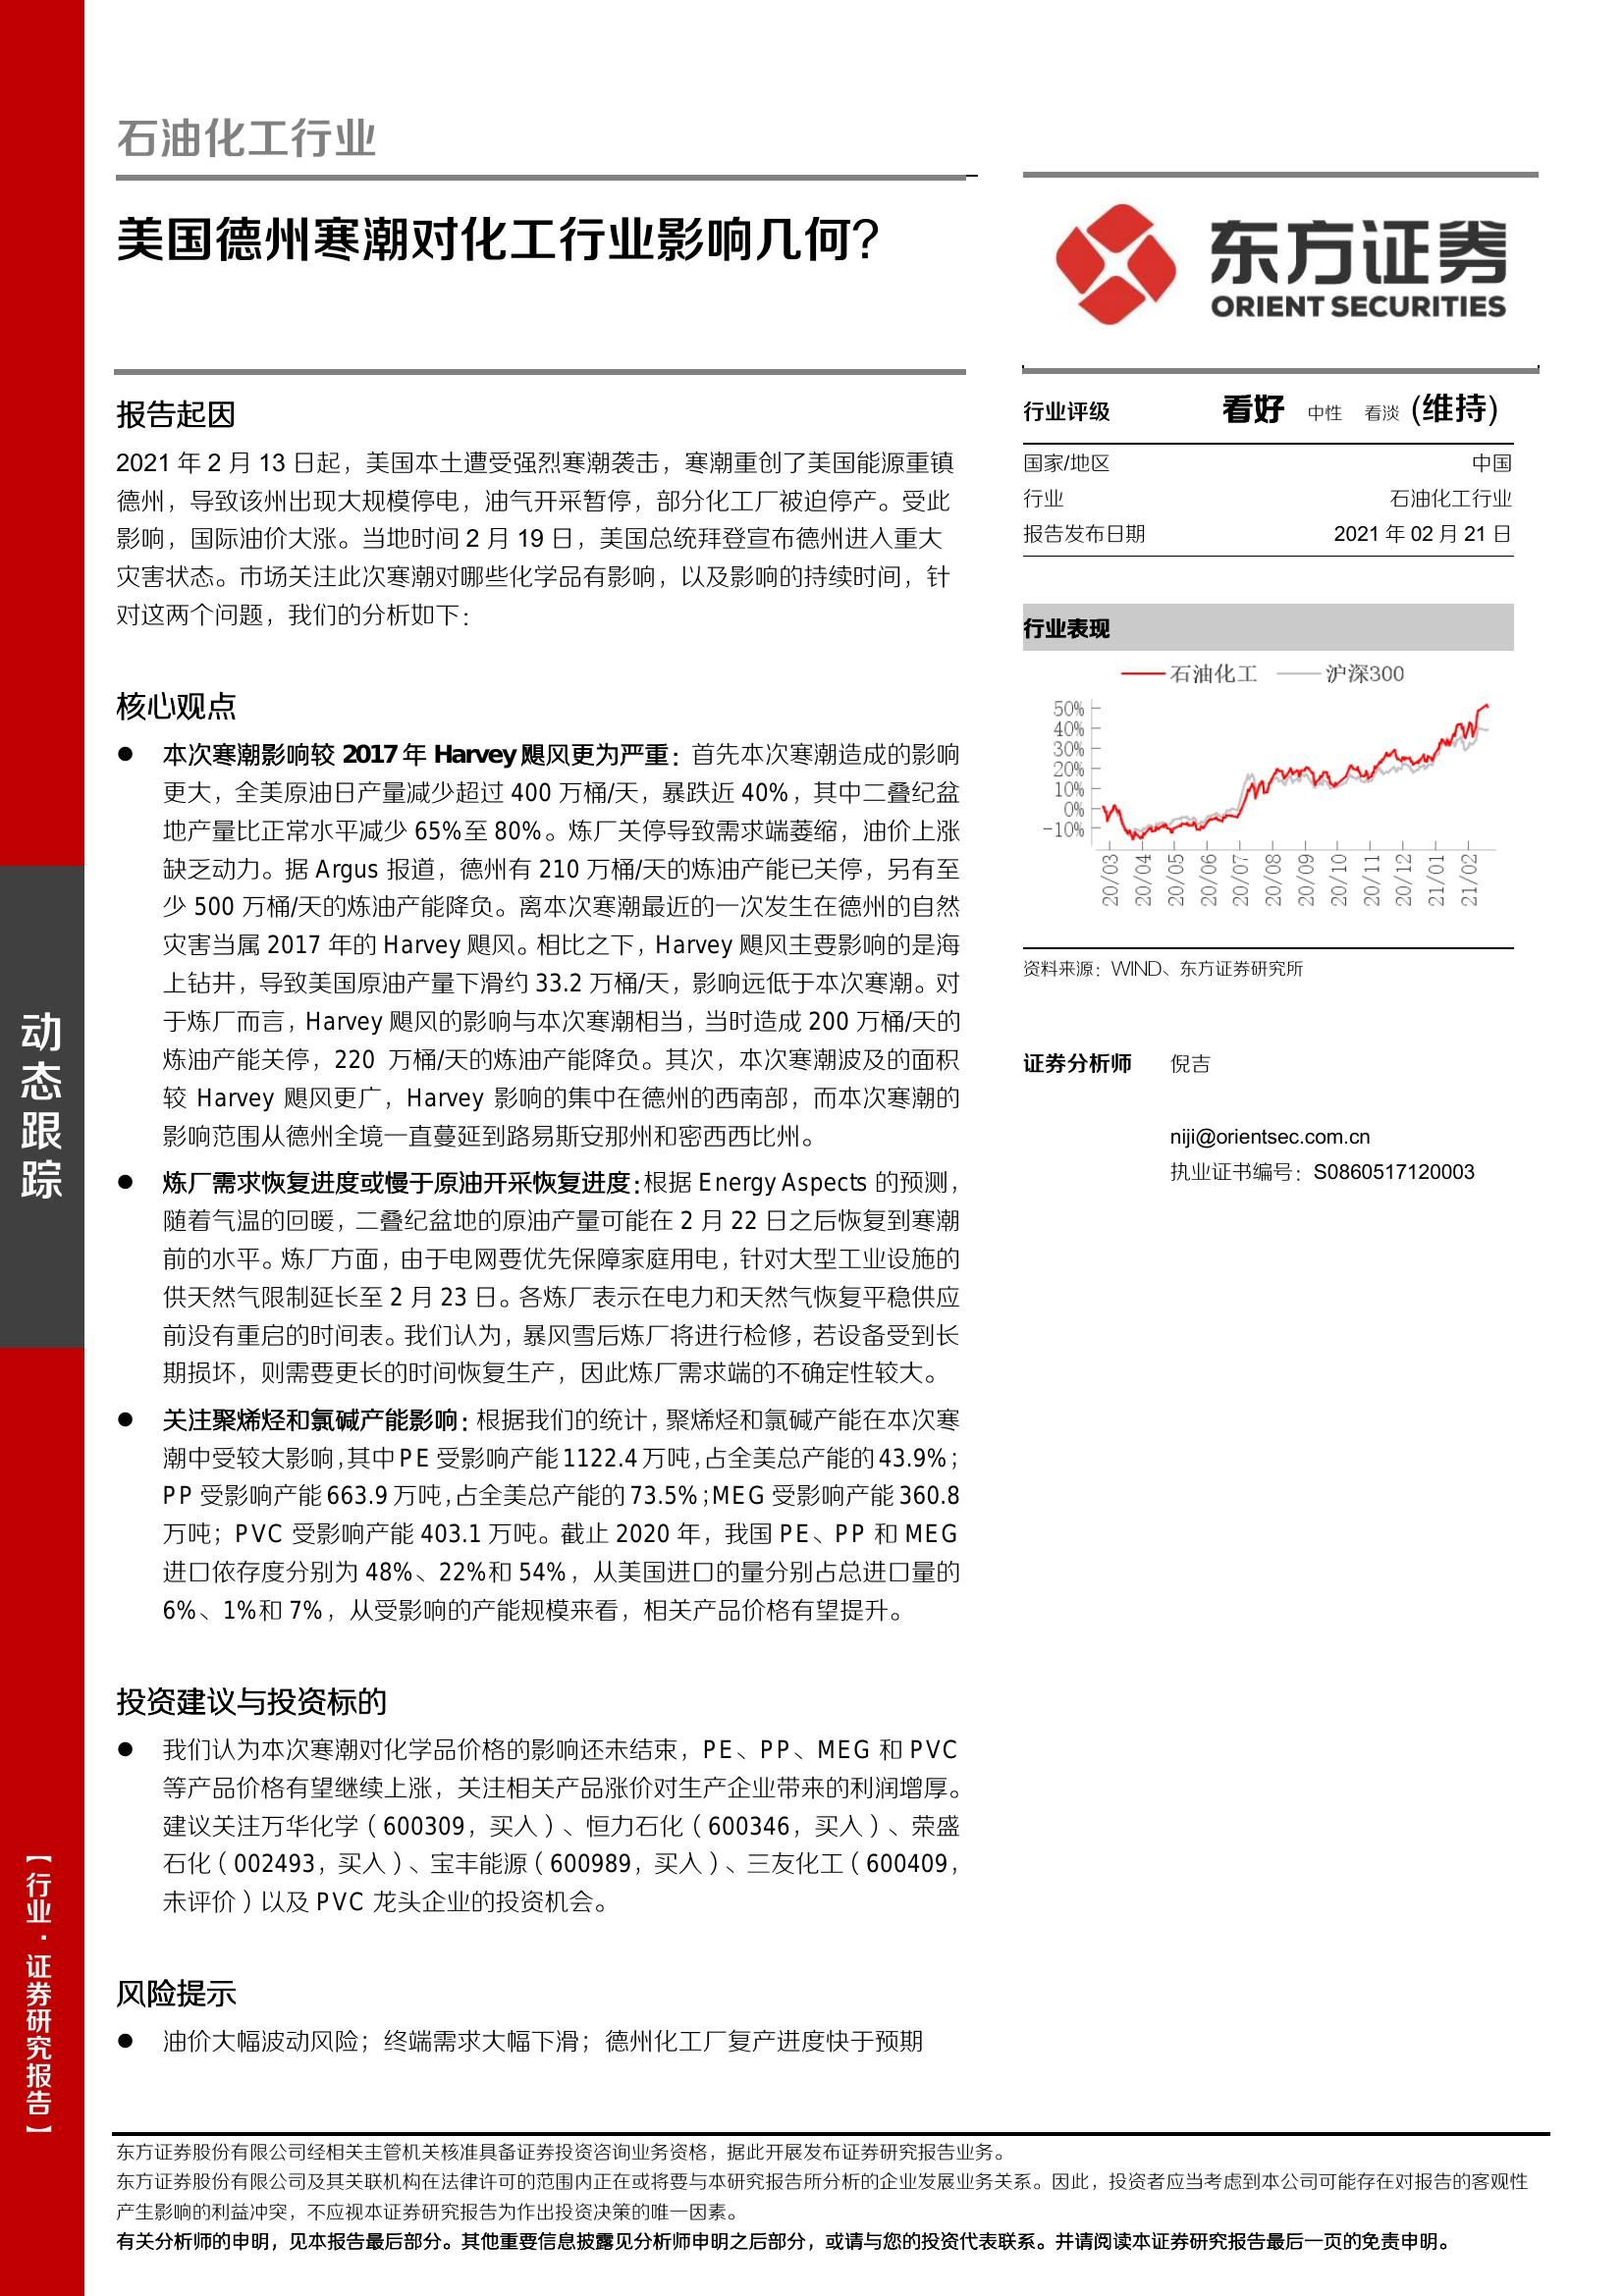 石油化工行业
美国德州寒潮对化工行业影响几何？
东方证券
ORIENT SECURITIES
报告起因
2021 年 2 月 13 日起，美国本土遭受强烈寒潮袭击，寒潮重创了美国能源重镇
德州，导致该州出现大规模停电，油气开采暂停，部分化工厂被迫停产。受此
影响，国际油价大涨。当地时间 2 月 19 日，美国总统拜登宣布德州进入重大
灾害状态。市场关注此次寒潮对哪些化学品有影响，以及影响的持续时间，针
对这两个问题，我们的分析如下：
核心观点
● 本次寒潮影响较 2017 年 Harvey 飓风更为严重：首先本次寒潮造成的影响
更大，全美原油日产量减少超过 400 万桶/天，暴跌近 40%，其中二叠纪盆
地产量比正常水平减少 65%至 80%。炼厂关停导致需求端萎缩，油价上涨
缺乏动力。据 Argus 报道，德州有 210 万桶/天的炼油产能已关停，另有至
少 500 万桶/天的炼油产能降负。离本次寒潮最近的一次发生在德州的自然
灾害当属 2017 年的 Harvey 飓风。相比之下，Harvey 飓风主要影响的是海
上钻井，导致美国原油产量下滑约 33.2 万桶/天，影响远低于本次寒潮。对
于炼厂而言，Harvey 飓风的影响与本次寒潮相当，当时造成 200 万桶/天的
炼油产能关停，220 万桶/天的炼油产能降负。其次，本次寒潮波及的面积
较 Harvey 飓风更广，Harvey 影响的集中在德州的西南部，而本次寒潮的
影响范围从德州全境一直蔓延到路易斯安那州和密西西比州。
● 炼厂需求恢复进度或慢于原油开采恢复进度：根据 Energy Aspects 的预测，
随着气温的回暖，二叠纪盆地的原油产量可能在 2 月 22 日之后恢复到寒潮
前的水平。炼厂方面，由于电网要优先保障家庭用电，针对大型工业设施的
供天然气限制延长至 2 月 23 日。各炼厂表示在电力和天然气恢复平稳供应
前没有重启的时间表。我们认为，暴风雪后炼厂将进行检修，若设备受到长
期损坏，则需要更长的时间恢复生产，因此炼厂需求端的不确定性较大。
● 关注聚烯烃和氯碱产能影响：根据我们的统计，聚烯烃和氯碱产能在本次寒
潮中受较大影响，其中 PE 受影响产能 1122.4 万吨，占全美总产能的 43.9%；
PP 受影响产能 663.9 万吨，占全美总产能的 73.5%；MEG 受影响产能 360.8
万吨；PVC 受影响产能 403.1 万吨。截止 2020 年，我国 PE、PP 和 MEG
进口依存度分别为 48%、22%和 54%，从美国进口的量分别占总进口量的
6%、1%和 7%，从受影响的产能规模来看，相关产品价格有望提升。
投资建议与投资标的
● 我们认为本次寒潮对化学品价格的影响还未结束，PE、PP、MEG 和 PVC
等产品价格有望继续上涨，关注相关产品涨价对生产企业带来的利润增厚。
建议关注万华化学（600309，买入）、恒力石化（600346，买入）、荣盛
石化（002493，买入）、宝丰能源（600989，买入）、三友化工（600409，
未评价）以及 PVC 龙头企业的投资机会。
风险提示
● 油价大幅波动风险；终端需求大幅下滑；德州化工厂复产进度快于预期
行业评级 看好 中性 看淡 (维持)
国家/地区 中国
行业 石油化工行业
报告发布日期 2021 年 02 月 21 日
行业表现
石油化工 沪深300
50%
40%
30%
20%
10%
0%
-10%
20/03 20/04 20/05 20/06 20/07 20/08 20/09 20/10 20/11 20/12 21/01 21/02
资料来源：WIND、东方证券研究所
证券分析师 倪吉
niji@orientsec.com.cn
执业证书编号：S0860517120003
动态跟踪
【行业·证券研究报告】
东方证券股份有限公司经相关主管机关核准具备证券投资咨询业务资格，据此开展发布证券研究报告业务。
东方证券股份有限公司及其关联机构在法律许可的范围内正在或将要与本研究报告所分析的企业发展业务关系。因此，投资者应当考虑到本公司可能存在对报告的客观性
产生影响的利益冲突，不应视本证券研究报告为作出投资决策的唯一因素。
有关分析师的申明，见本报告最后部分。其他重要信息披露见分析师申明之后部分，或请与您的投资代表联系。并请阅读本证券研究报告最后一页的免责申明。